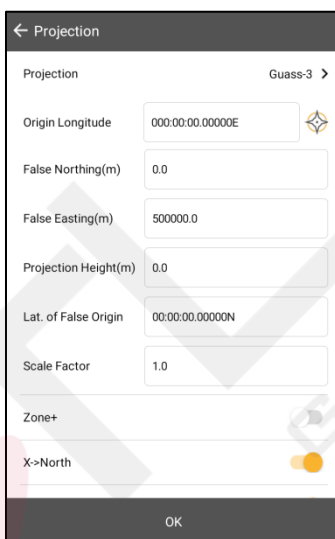 ← Projection
Projection Guass-3 >
Origin Longitude 000:00:00.00000E
False Northing(m) 0.0
False Easting(m) 500000.0
Projection Height(m) 0.0
Lat. of False Origin 00:00:00.00000N
Scale Factor 1.0
Zone+
X->North
OK